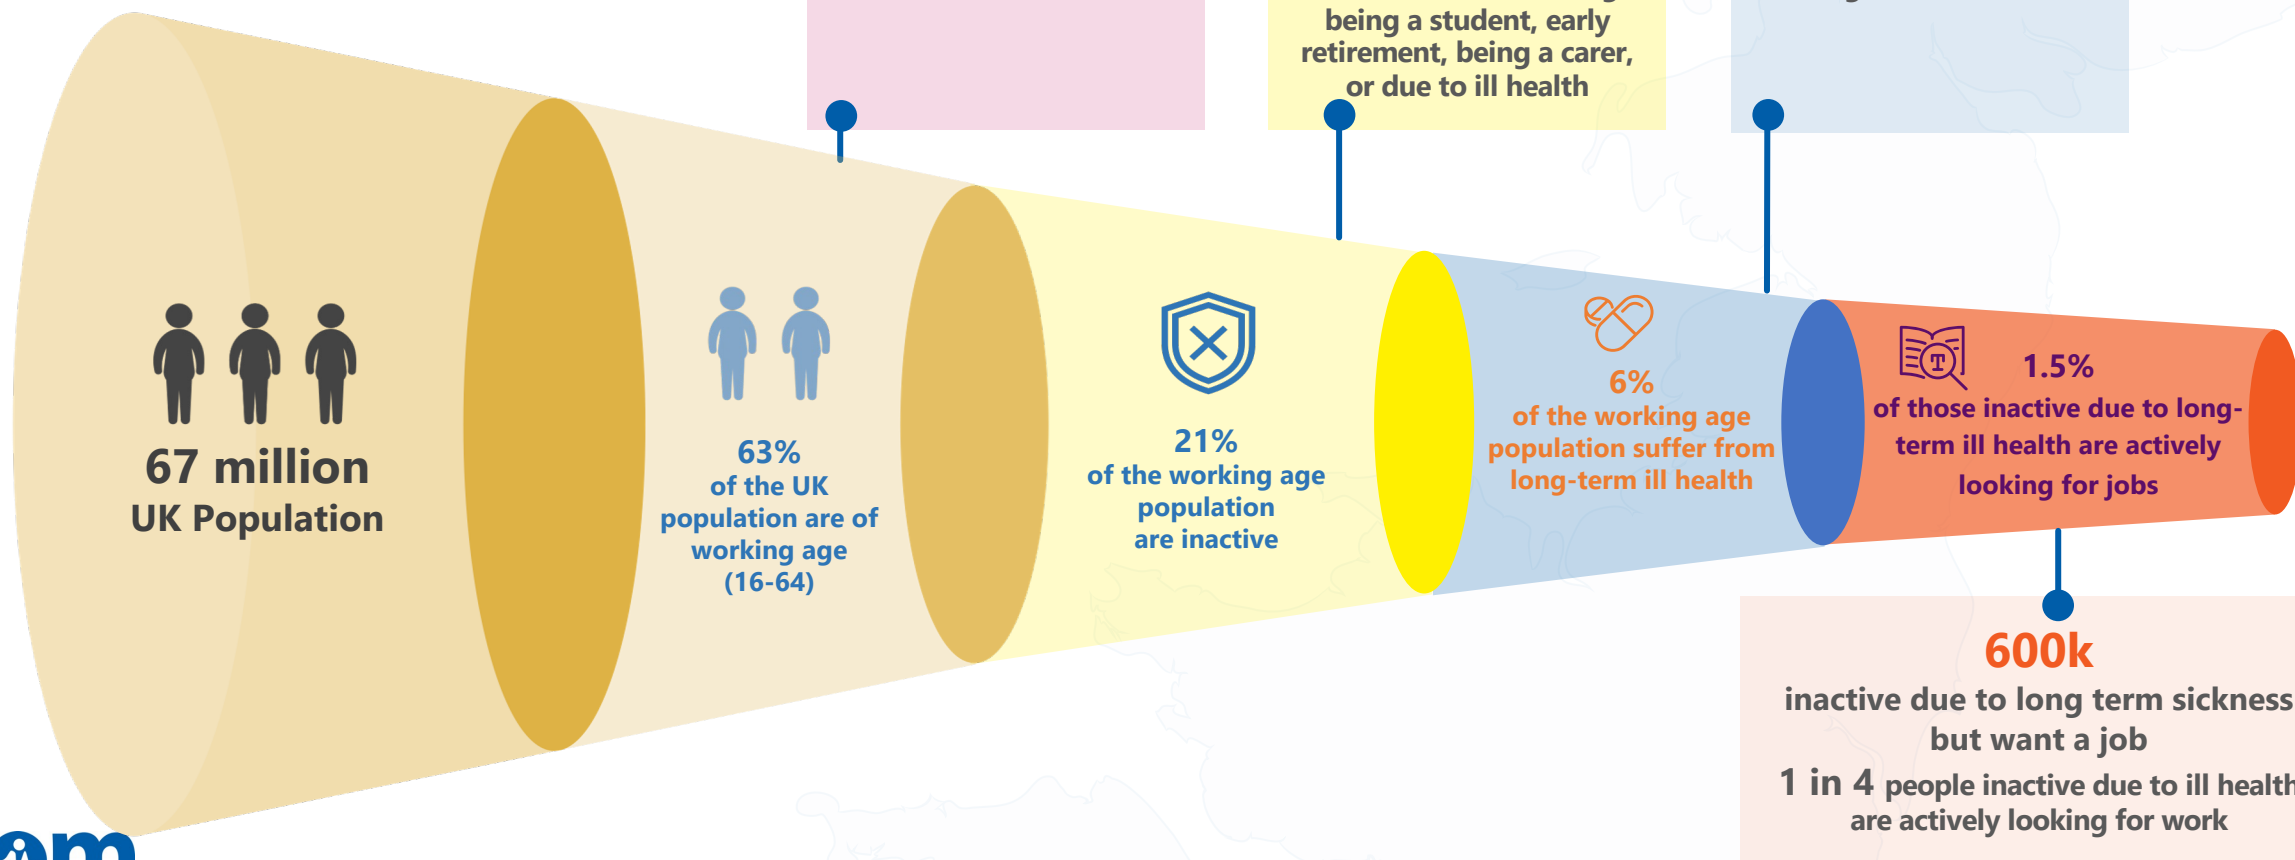 being a student, early
retirement, being a carer,
or due to ill health
67 million
UK Population
63%
of the UK
population are of
working age
(16-64)
21%
of the working age
population
are inactive
6%
of the working age
population suffer from
long-term ill health
1.5%
of those inactive due to long-
term ill health are actively
looking for jobs
600k
inactive due to long term sickness
but want a job
1 in 4 people inactive due to ill health
are actively looking for work